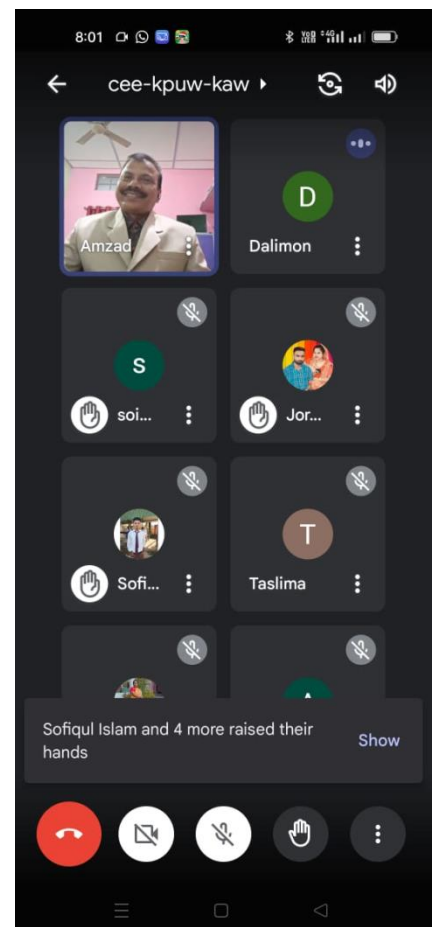 8:01
cee-kpuw-kaw
Amzad
D
Dalimon
s
soi...
Jor...
Sofi...
T
Taslima
Sofiqul Islam and 4 more raised their
hands
Show